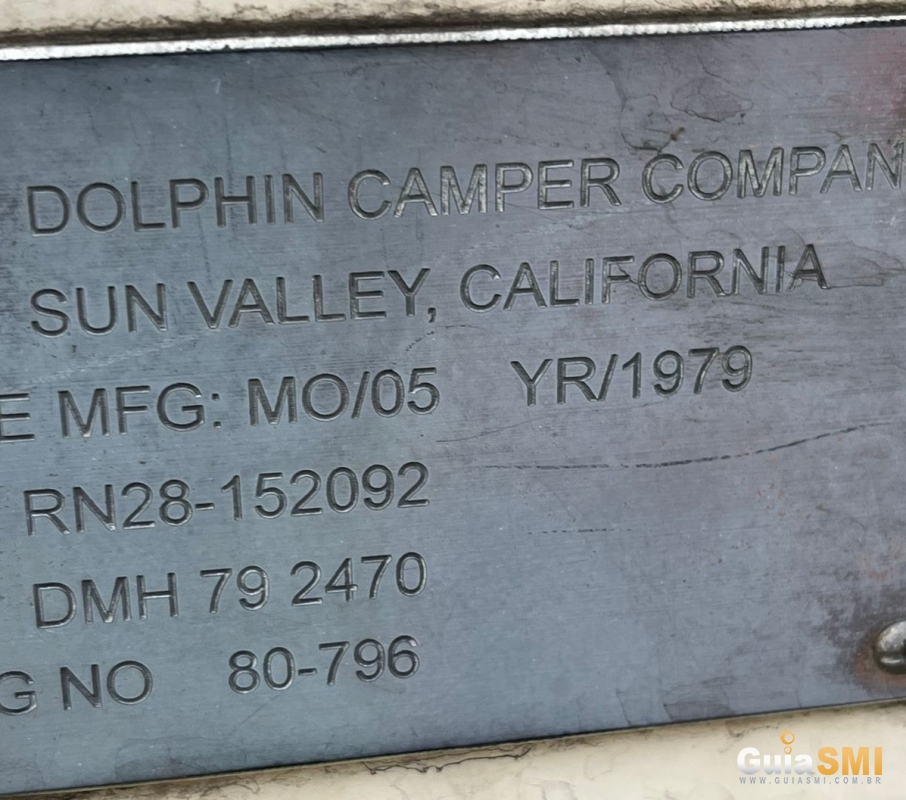 DOLPHIN CAMPER COMPAN
SUN VALLEY, CALIFORNIA
E MFG: MO/05 YR/1979
RN28-152092
DMH 79 2470
G NO 80-796
GuiaSMI
WWW.GUIASMI.COM.BR